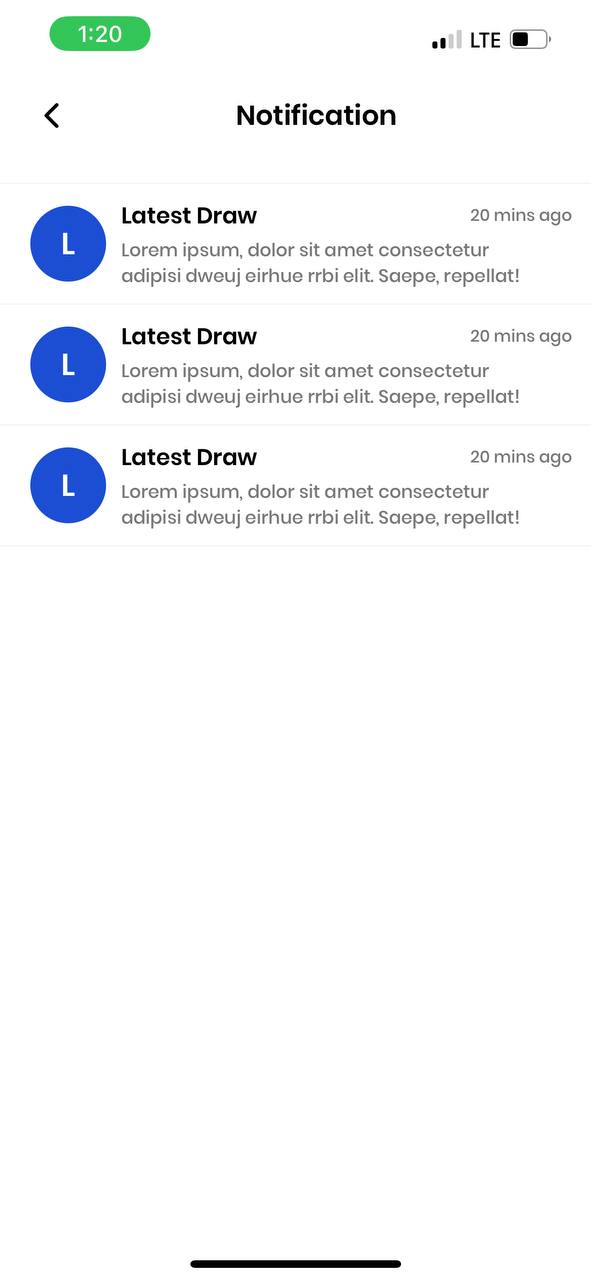 1:20 LTE
Notification
L
Latest Draw 20 mins ago
Lorem ipsum, dolor sit amet consectetur
adipisi dweuj eirhue rrbi elit. Saepe, repellat!
L
Latest Draw 20 mins ago
Lorem ipsum, dolor sit amet consectetur
adipisi dweuj eirhue rrbi elit. Saepe, repellat!
L
Latest Draw 20 mins ago
Lorem ipsum, dolor sit amet consectetur
adipisi dweuj eirhue rrbi elit. Saepe, repellat!